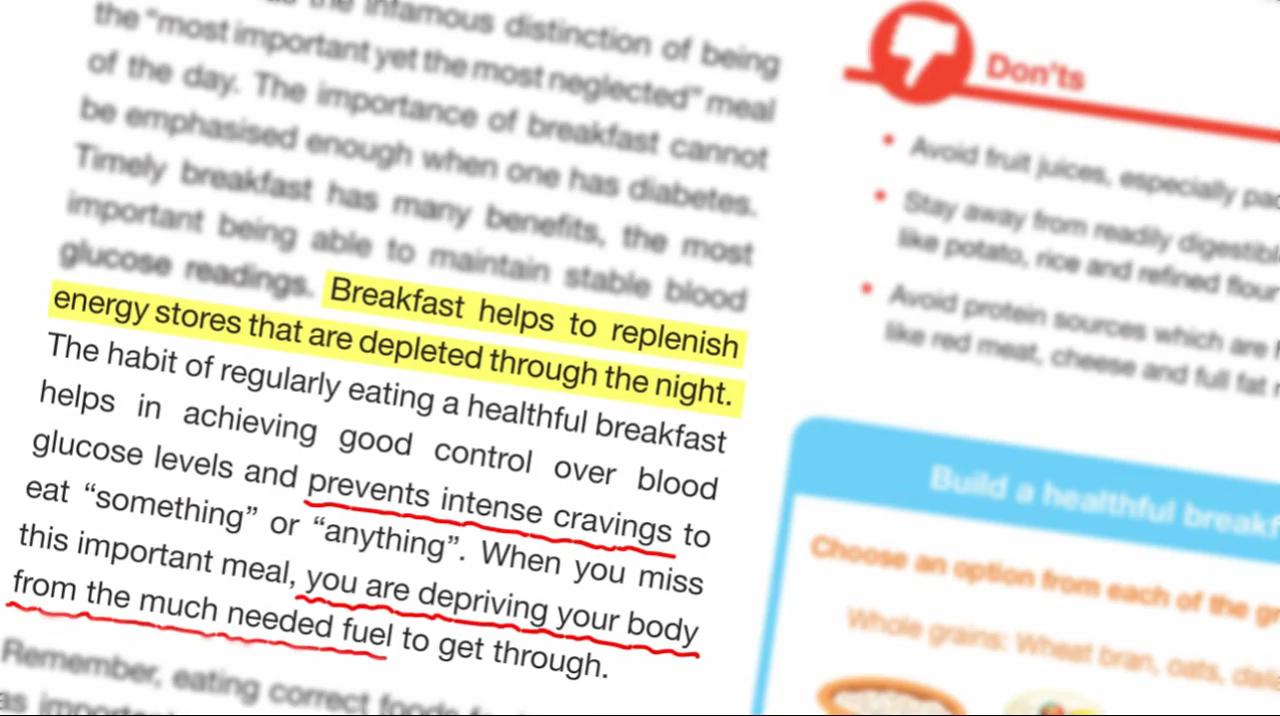 the infamous distinction of being
the “most important yet the most neglected” meal
of the day. The importance of breakfast cannot
be emphasised enough when one has diabetes.
Timely breakfast has many benefits, the most
important being able to maintain stable blood
glucose readings. Breakfast helps to replenish
energy stores that are depleted through the night.
The habit of regularly eating a healthful breakfast
helps in achieving good control over blood
glucose levels and prevents intense cravings to
eat “something” or “anything”. When you miss
this important meal, you are depriving your body
from the much needed fuel to get through.
Remember, eating correct foods
as important
Don'ts
• Avoid fruit juices, especially
• Stay away from readily
like potato, rice and refined flour
• Avoid protein sources which are
like red meat, cheese and full fat
Build a healthful
Choose an option from each of the
Whole grains: Wheat bran, oats,